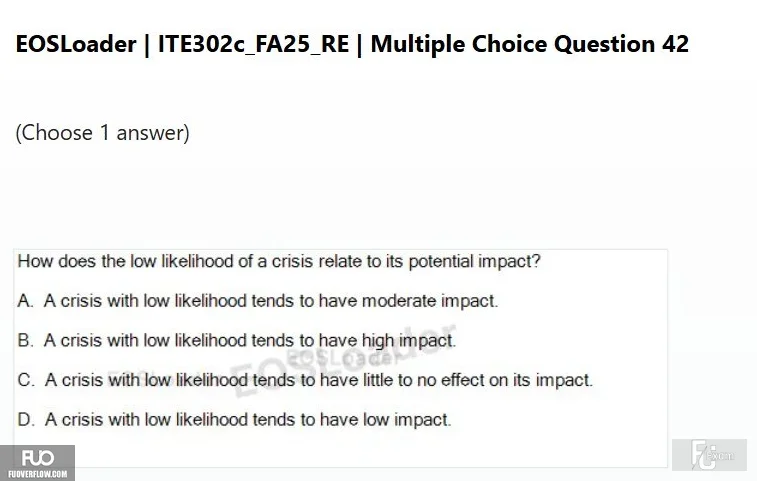 EOSLoader | ITE302c_FA25_RE | Multiple Choice Question 42
(Choose 1 answer)
How does the low likelihood of a crisis relate to its potential impact?
A. A crisis with low likelihood tends to have moderate impact.
B. A crisis with low likelihood tends to have high impact.
C. A crisis with low likelihood tends to have little to no effect on its impact.
D. A crisis with low likelihood tends to have low impact.
EOSLoader
EOSLoader
FUO
FUOVERFLOW.COM